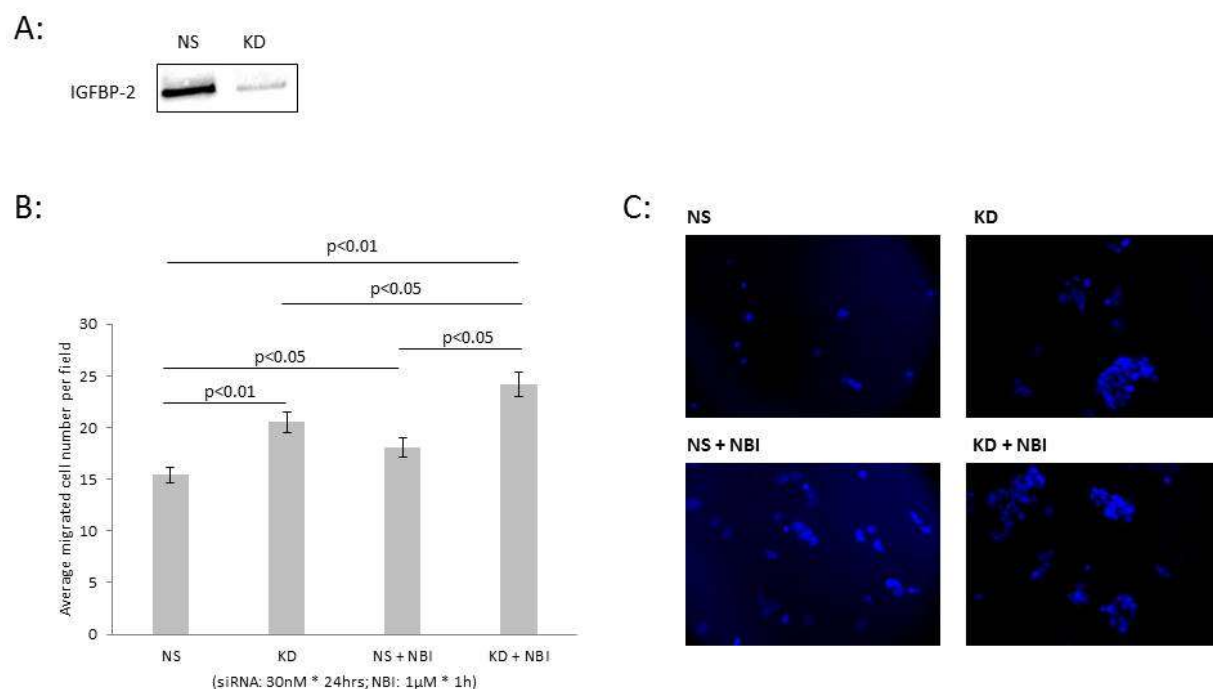 A:
NS KD
IGFBP-2
B:
p<0.01
p<0.05
p<0.05
p<0.05
p<0.01
Average migrated cell number per field
30
25
20
15
10
5
0
NS KD NS + NBI KD + NBI
(siRNA: 30nM * 24hrs; NBI: 1µM * 1h)
C:
NS KD
NS + NBI KD + NBI